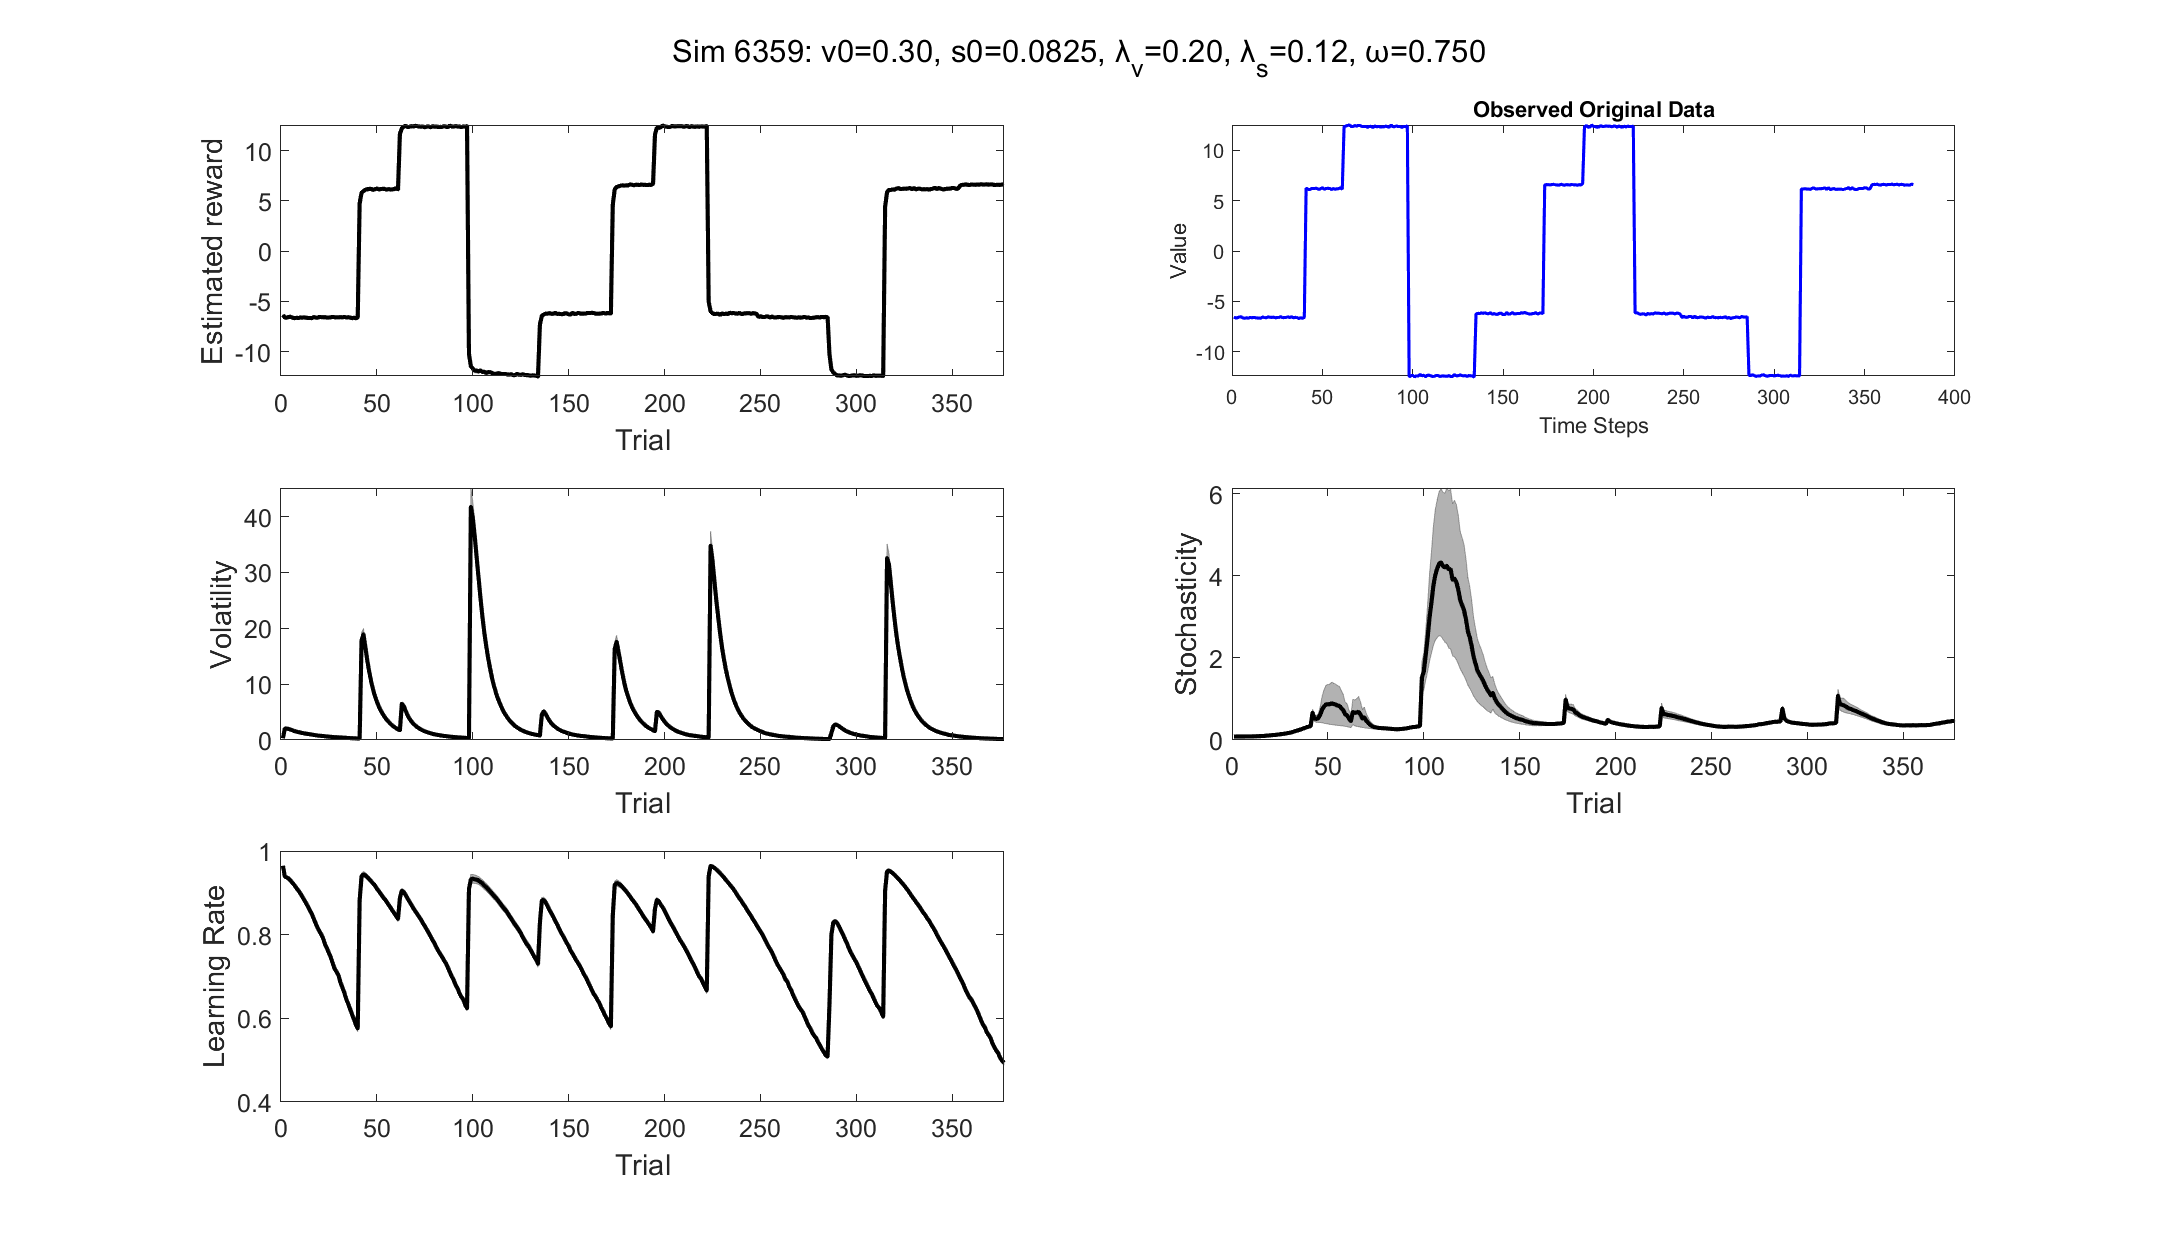 Sim 6359: v0=0.30, s0=0.0825, λv=0.20, λs=0.12, ω=0.750
Estimated reward
10
5
0
-5
-10
0 50 100 150 200 250 300 350
Trial
Observed Original Data
Value
10
5
0
-5
-10
0 50 100 150 200 250 300 350 400
Time Steps
Volatility
40
30
20
10
0
0 50 100 150 200 250 300 350
Trial
Stochasticity
6
4
2
0
0 50 100 150 200 250 300 350
Trial
Learning Rate
1
0.8
0.6
0.4
0 50 100 150 200 250 300 350
Trial